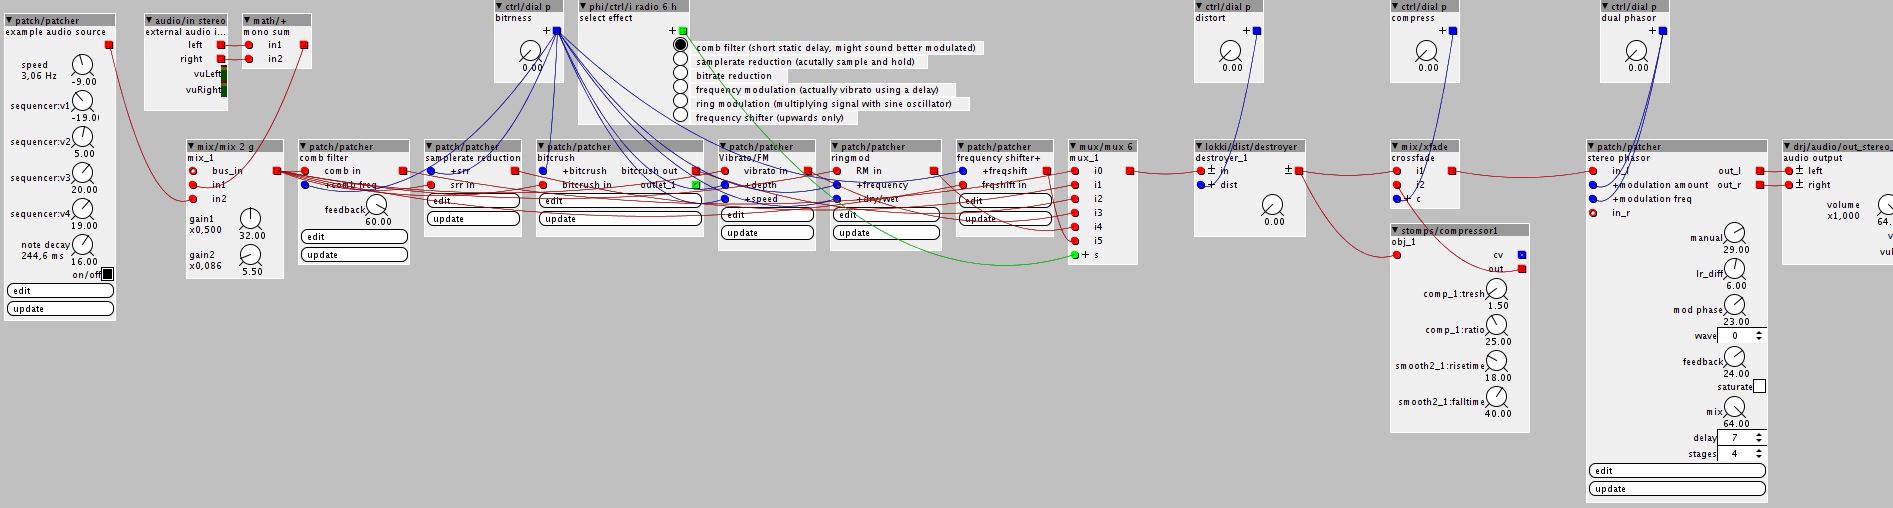 patch/patcher
example audio source
speed
3,06 Hz
-9.00
sequencer:v1
-19.0
sequencer:v2
5.00
sequencer:v3
20.00
sequencer:v4
19.00
note decay
244,6 ms
16.00
on/off
edit
update
audio/in stereo
external audio i...
left
right
vuLeft
vuRight
math/+
mono sum
in1
in2
mix/mix 2 g
mix_1
bus_in
in1
in2
gain1
x0,500
32.00
gain2
x0,086
5.50
patch/patcher
comb filter
comb in
+comb freq
feedback
60.00
edit
update
patch/patcher
samplerate reduction
+srr
srr in
edit
update
ctrl/dial p
bitrness
+
0.00
patch/patcher
bitcrush
+bitcrush bitcrush out
bitcrush in outlet_1
edit
update
phi/ctrl/i radio 6 h
select effect
+
comb filter (short static delay, might sound better modulated)
samplerate reduction (acutally sample and hold)
bitrate reduction
frequency modulation (actually vibrato using a delay)
ring modulation (multiplying signal with sine oscillator)
frequency shifter (upwards only)
patch/patcher
Vibrato/FM
vibrato in
+depth
+speed
edit
update
patch/patcher
ringmod
RM in
+frequency
+dry/wet
edit
update
patch/patcher
frequency shifter+
+freqshift
frqshift in
edit
update
mux/mux 6
mux_1
i0
i1
i2
i3
i4
i5
+ s
ctrl/dial p
distort
+
0.00
lokki/dist/destroyer
destroyer_1
± in ±
+ dist
0.00
ctrl/dial p
compress
+
0.00
mix/xfade
crossfade
i1
i2
+ c
stomps/compressor1
obj_1
cv
out
comp_1:tresh
1.50
comp_1:ratio
25.00
smooth2_1:risetime
18.00
smooth2_1:falltime
40.00
ctrl/dial p
dual phasor
+
0.00
patch/patcher
stereo phasor
in_l out_l
+modulation amount out_r
+modulation freq
in_r
manual
29.00
lr_diff
6.00
mod phase
23.00
wave 0
feedback
24.00
saturate
mix
64.00
delay 7
stages 4
edit
update
drj/audio/out_stereo_
audio output
± left
± right
volume
x1,000
64.